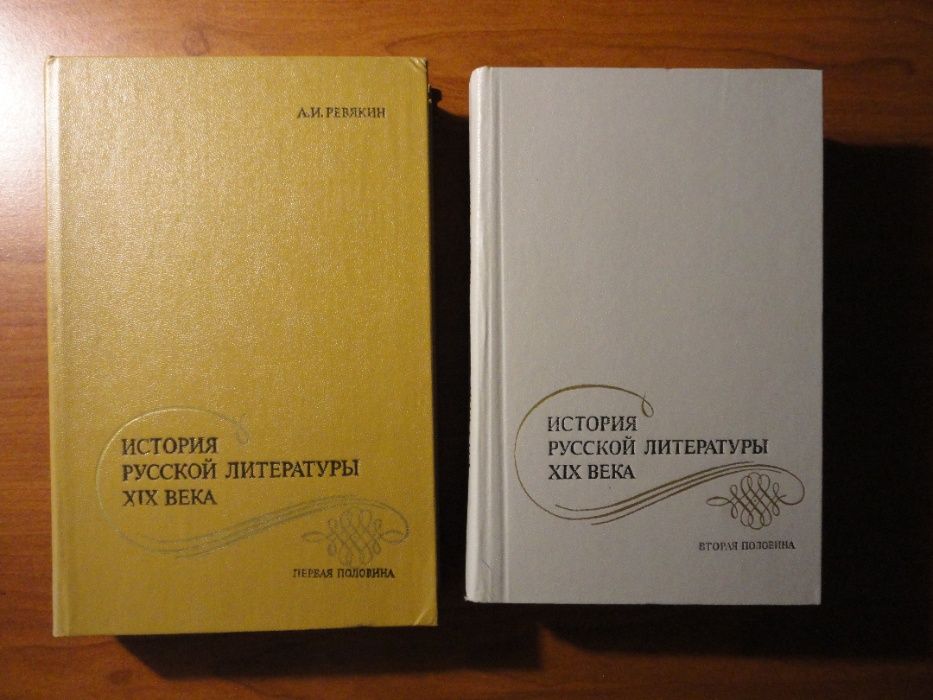 А.И. РЕВЯКИН
ИСТОРИЯ
РУССКОЙ ЛИТЕРАТУРЫ
XIX ВЕКА
ПЕРВАЯ ПОЛОВИНА
ИСТОРИЯ
РУССКОЙ ЛИТЕРАТУРЫ
XIX ВЕКА
ВТОРАЯ ПОЛОВИНА